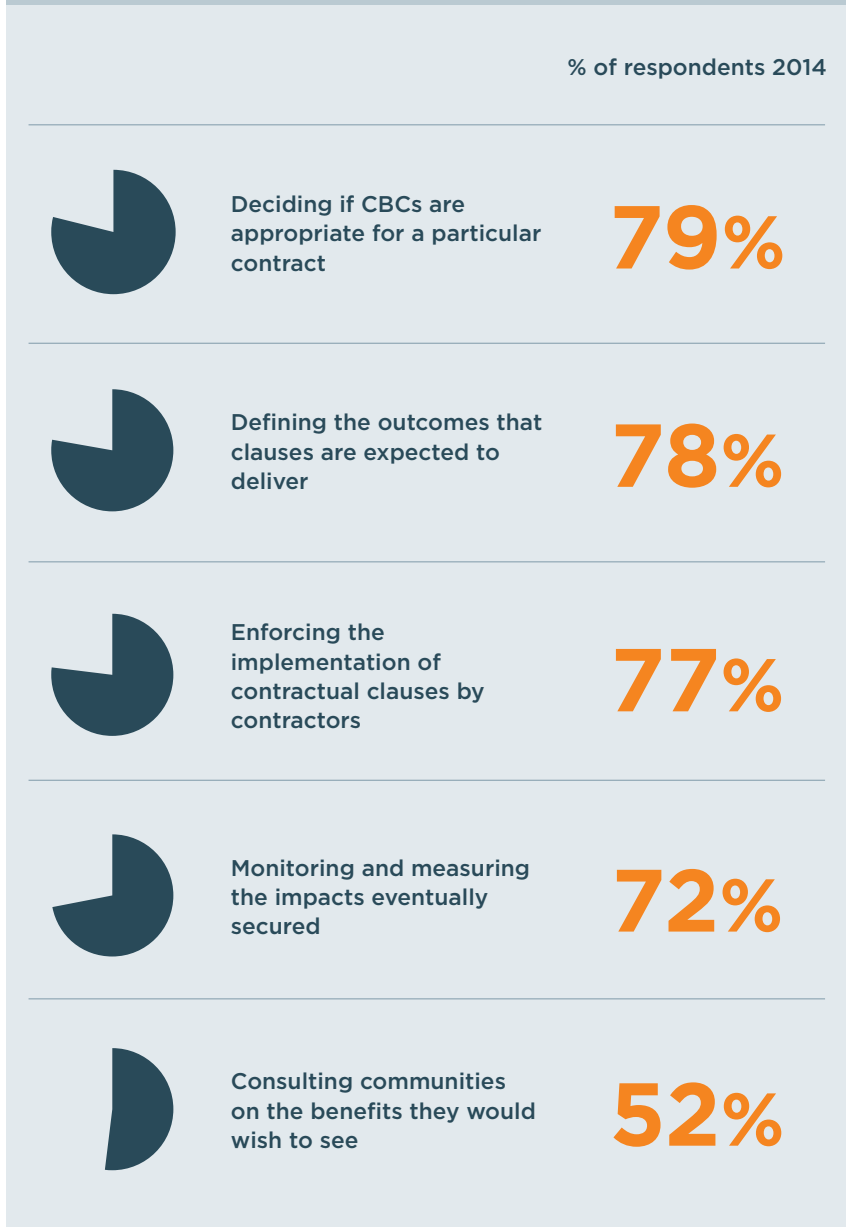 % of respondents 2014
Deciding if CBCs are
appropriate for a particular
contract
79%
Defining the outcomes that
clauses are expected to
deliver
78%
Enforcing the
implementation of
contractual clauses by
contractors
77%
Monitoring and measuring
the impacts eventually
secured
72%
Consulting communities
on the benefits they would
wish to see
52%